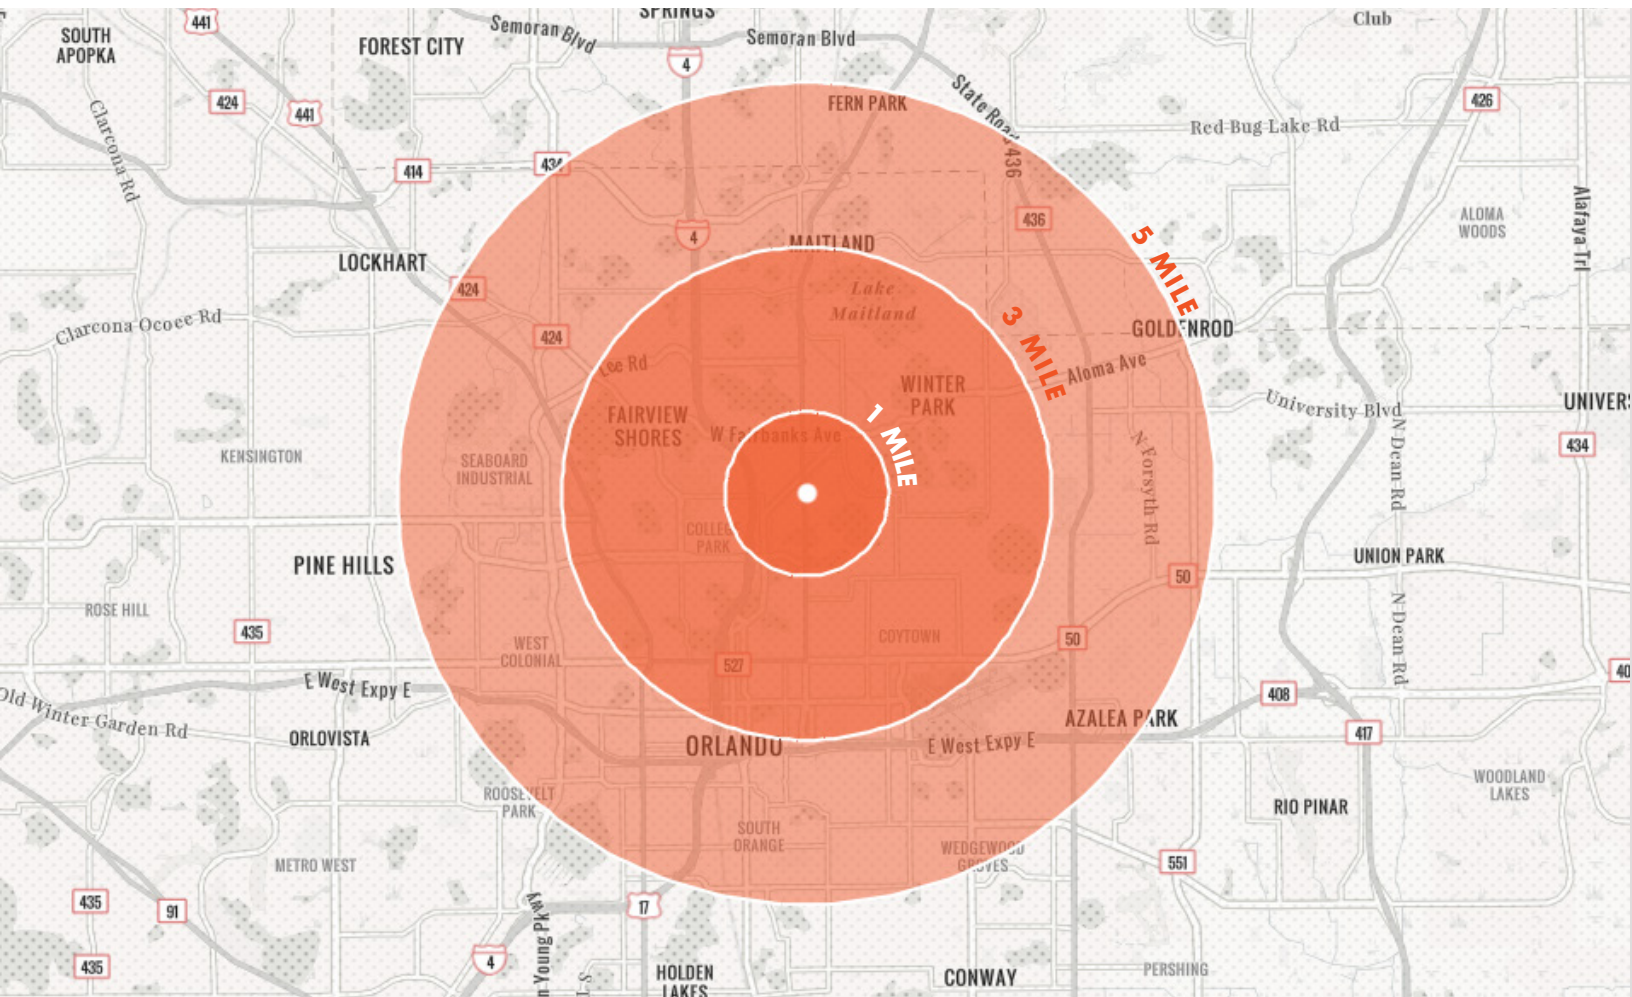 SPRINGS
441
SOUTH
APOPKA
FOREST CITY
Semoran Blvd
Semoran Blvd
Club
4
424
441
Clarcona Rd
FERN PARK
State Road 436
426
Red Bug Lake Rd
414
434
436
ALOMA
WOODS
Alafaya Trl
4
MAITLAND
LOCKHART
424
Lake
Maitland
5 MILE
3 MILE
Clarcona Ocoee Rd
424
GOLDENROD
Lee Rd
Aloma Ave
WINTER
PARK
FAIRVIEW
SHORES
W Fairbanks Ave
1 MILE
University Blvd
N Dean Rd
434
KENSINGTON
SEABOARD
INDUSTRIAL
N Forsyth Rd
COLLEGE
PARK
PINE HILLS
UNION PARK
50
ROSE HILL
435
WEST
COLONIAL
COYTOWN
50
N Dean Rd
527
40
E West Expy E
408
Old Winter Garden Rd
ORLOVISTA
ORLANDO
E West Expy E
AZALEA PARK
417
ROOSEVELT
PARK
WOODLAND
LAKES
RIO PINAR
SOUTH
ORANGE
METRO WEST
WEDGEWOOD
GROVES
551
435
91
17
n Young Pkwy
4
435
HOLDEN
LAKES
CONWAY
PERSHING